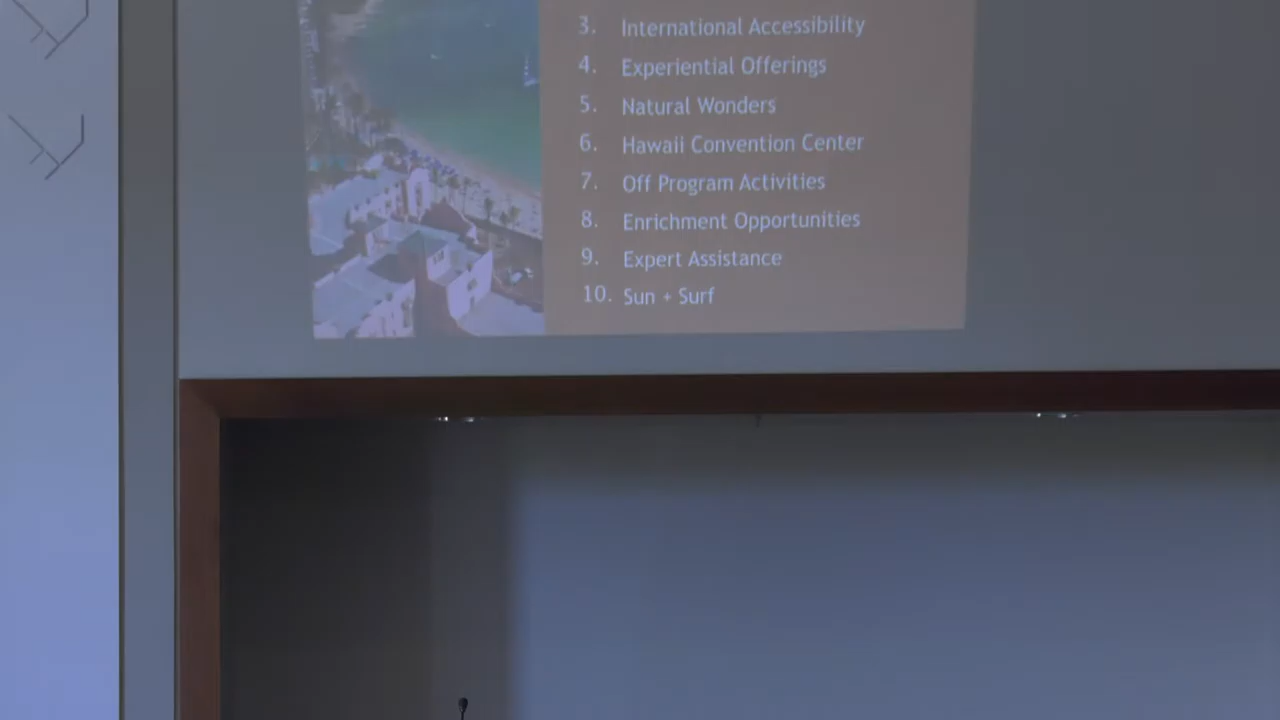 3. International Accessibility
4. Experiential Offerings
5. Natural Wonders
6. Hawaii Convention Center
7. Off Program Activities
8. Enrichment Opportunities
9. Expert Assistance
10. Sun + Surf